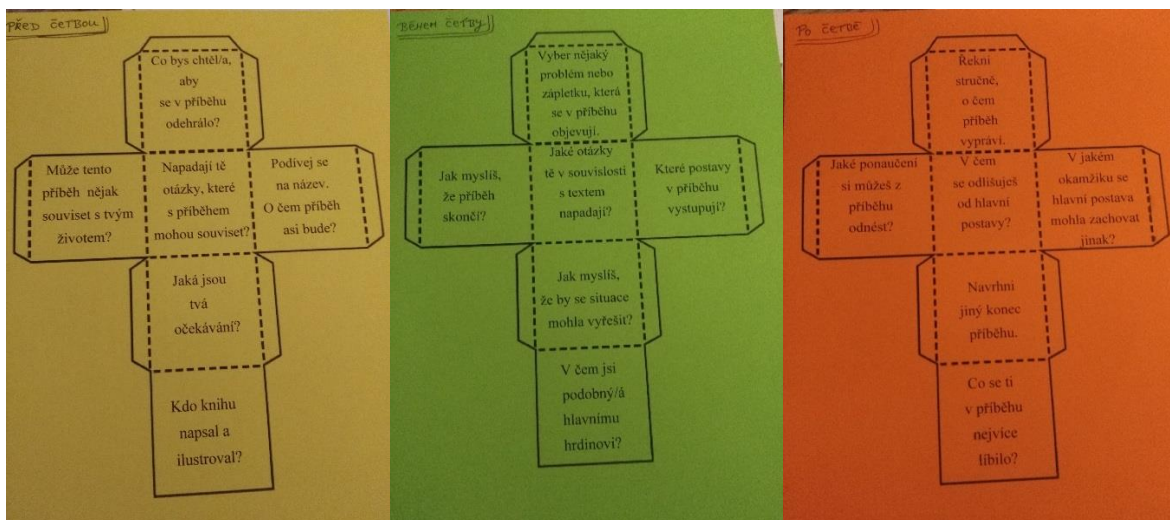 PŘED ČETBOU
Co bys chtěl/a,
aby
se v příběhu
odehrálo?
Může tento
příběh nějak
souviset s tvým
životem?
Napadají tě
otázky, které
s příběhem
mohou souviset?
Podívej se
na název.
O čem příběh
asi bude?
Jaká jsou
tvá
očekávání?
Kdo knihu
napsal a
ilustroval?
BĚHEM ČETBY
Vyber nějaký
problém nebo
zápletku, která
se v příběhu
objevují.
Jak myslíš,
že příběh
skončí?
Jaké otázky
tě v souvislosti
s textem
napadají?
Které postavy
v příběhu
vystupují?
Jak myslíš,
že by se situace
mohla vyřešit?
V čem jsi
podobný/á
hlavnímu
hrdinovi?
PO ČETBĚ
Řekni
stručně,
o čem
příběh
vypráví.
Jaké ponaučení
si můžeš z
příběhu
odnést?
V čem
se odlišuješ
od hlavní
postavy?
V jakém
okamžiku se
hlavní postava
mohla zachovat
jinak?
Navrhni
jiný konec
příběhu.
Co se ti
v příběhu
nejvíce
líbilo?